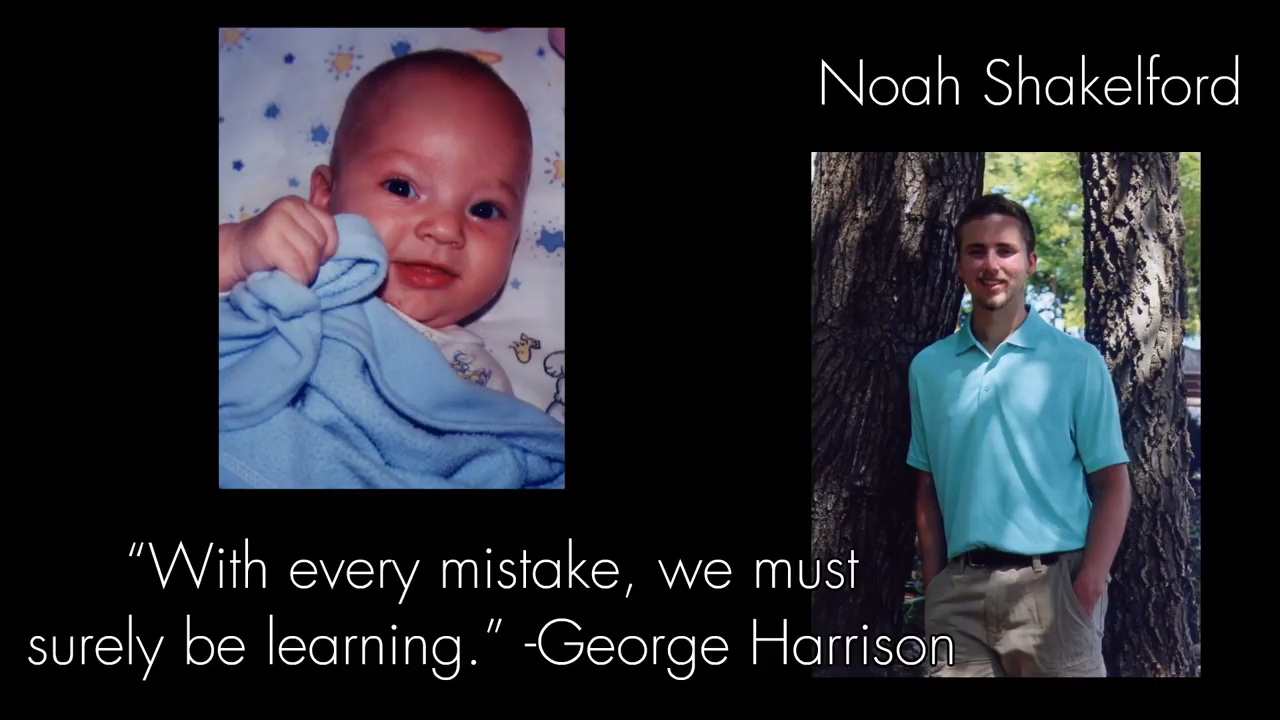 Noah Shakelford
“With every mistake, we must
surely be learning.” -George Harrison